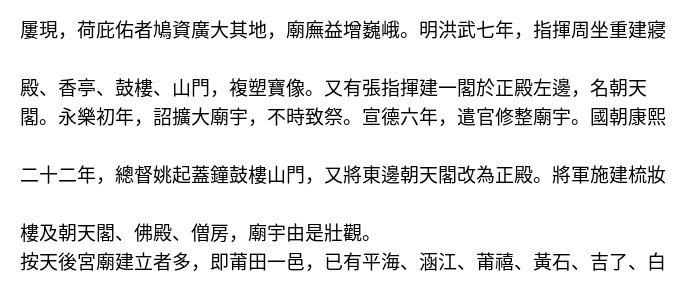 屢現，荷庇佑者鳩資廣大其地，廟廡益增巍峨。明洪武七年，指揮周坐重建寢
殿、香亭、鼓樓、山門，複塑寶像。又有張指揮建一閣於正殿左邊，名朝天
閣。永樂初年，詔擴大廟宇，不時致祭。宣德六年，遣官修整廟宇。國朝康熙
二十二年，總督姚起蓋鐘鼓樓山門，又將東邊朝天閣改為正殿。將軍施建梳妝
樓及朝天閣、佛殿、僧房，廟宇由是壯觀。
按天後宮廟建立者多，即莆田一邑，已有平海、涵江、莆禧、黃石、吉了、白